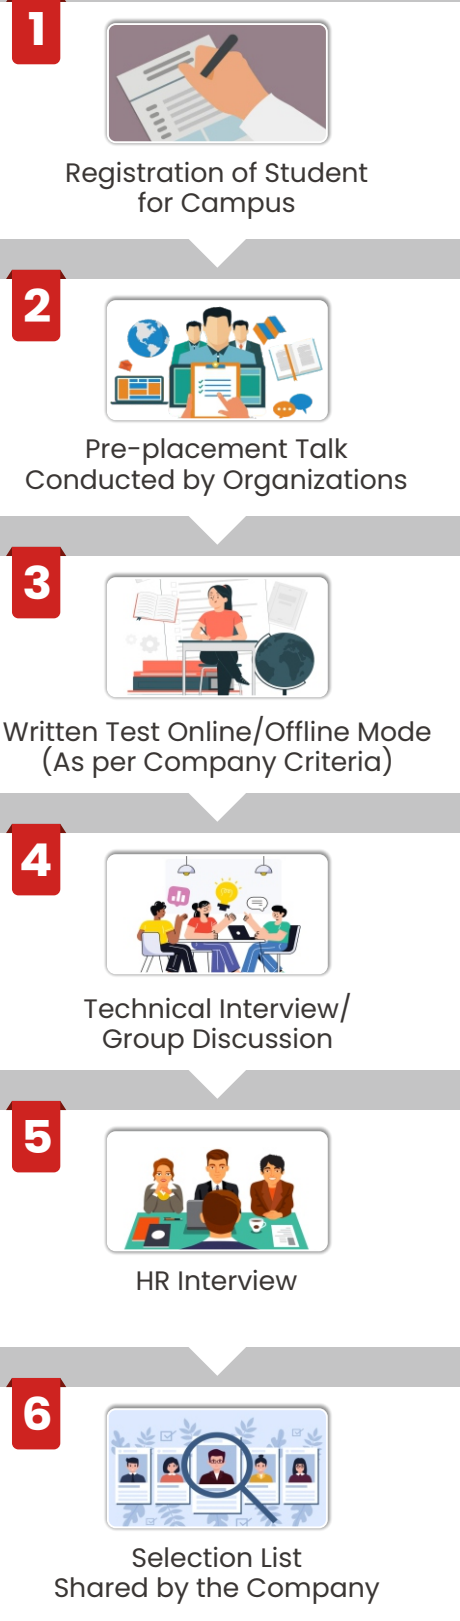 1
Registration of Student
for Campus
2
Pre-placement Talk
Conducted by Organizations
3
Written Test Online/Offline Mode
(As per Company Criteria)
4
Technical Interview/
Group Discussion
5
HR Interview
6
Selection List
Shared by the Company